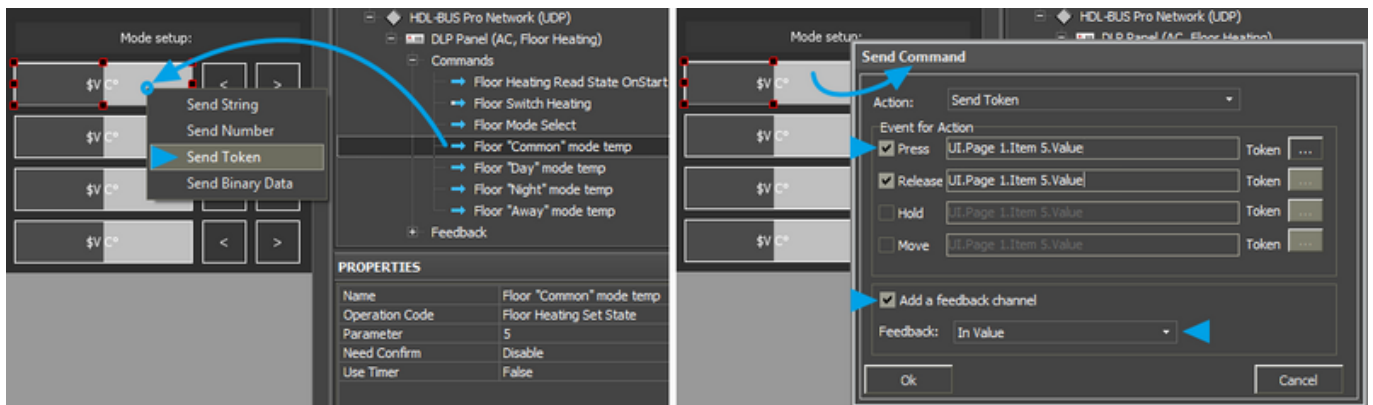 Mode setup:
$V C°
< >
Send String
Send Number
Send Token
Send Binary Data
$V C°
$V C°
$V C°
< >
HDL-BUS Pro Network (UDP)
DLP Panel (AC, Floor Heating)
Commands
Floor Heating Read State OnStart
Floor Switch Heating
Floor Mode Select
Floor "Common" mode temp
Floor "Day" mode temp
Floor "Night" mode temp
Floor "Away" mode temp
Feedback
PROPERTIES
Name Floor "Common" mode temp
Operation Code Floor Heating Set State
Parameter 5
Need Confirm Disable
Use Timer False
Mode setup:
$V C°
$V C°
$V C°
$V C°
HDL-BUS Pro Network (UDP)
DLP Panel (AC, Floor Heating)
Send Command
Action: Send Token
Event for Action
Press UI.Page 1.Item 5.Value Token ...
Release UI.Page 1.Item 5.Value Token ...
Hold UI.Page 1.Item 5.Value Token ...
Move UI.Page 1.Item 5.Value Token ...
Add a feedback channel
Feedback: In Value
Ok Cancel